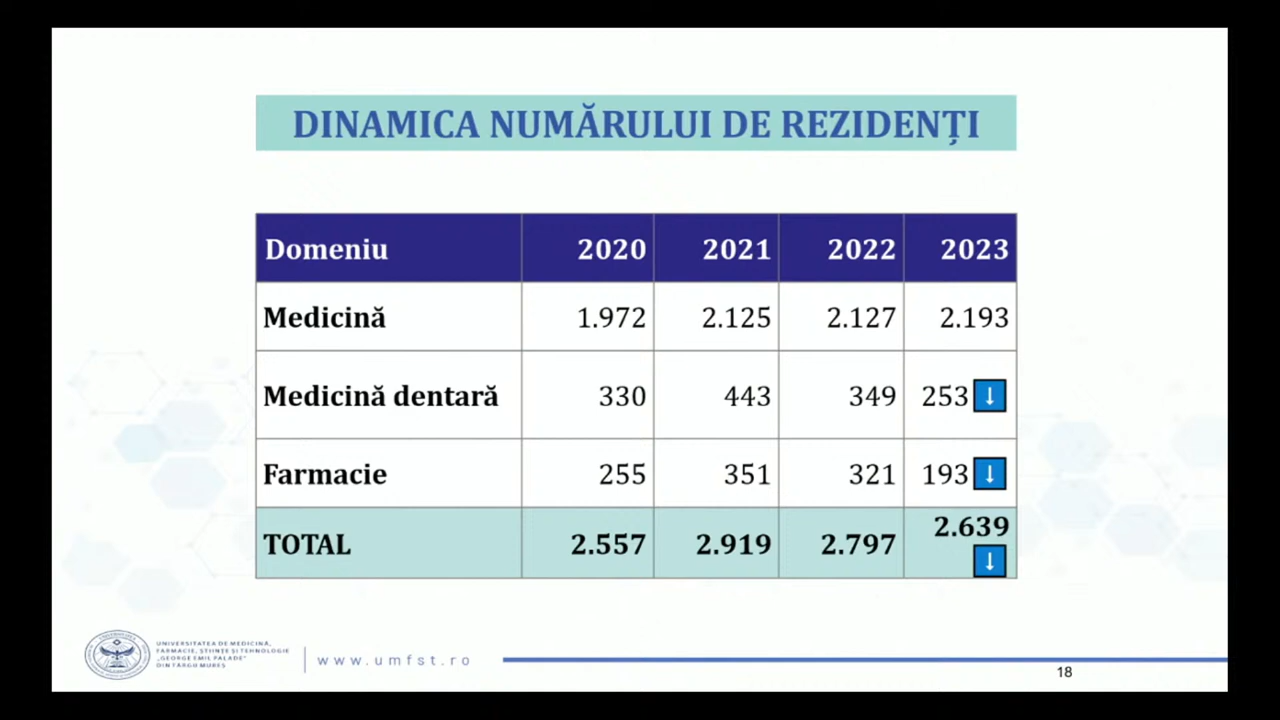 DINAMICA NUMĂRULUI DE REZIDENȚI
Domeniu 2020 2021 2022 2023
Medicină 1.972 2.125 2.127 2.193
Medicină dentară 330 443 349 253 ↓
Farmacie 255 351 321 193 ↓
TOTAL 2.557 2.919 2.797 2.639 ↓
UNIVERSITATEA DE MEDICINĂ,
FARMACIE, ȘTIINȚE ȘI TEHNOLOGIE
„GEORGE EMIL PALADE”
DIN TÂRGU MUREȘ
www.umfst.ro
18